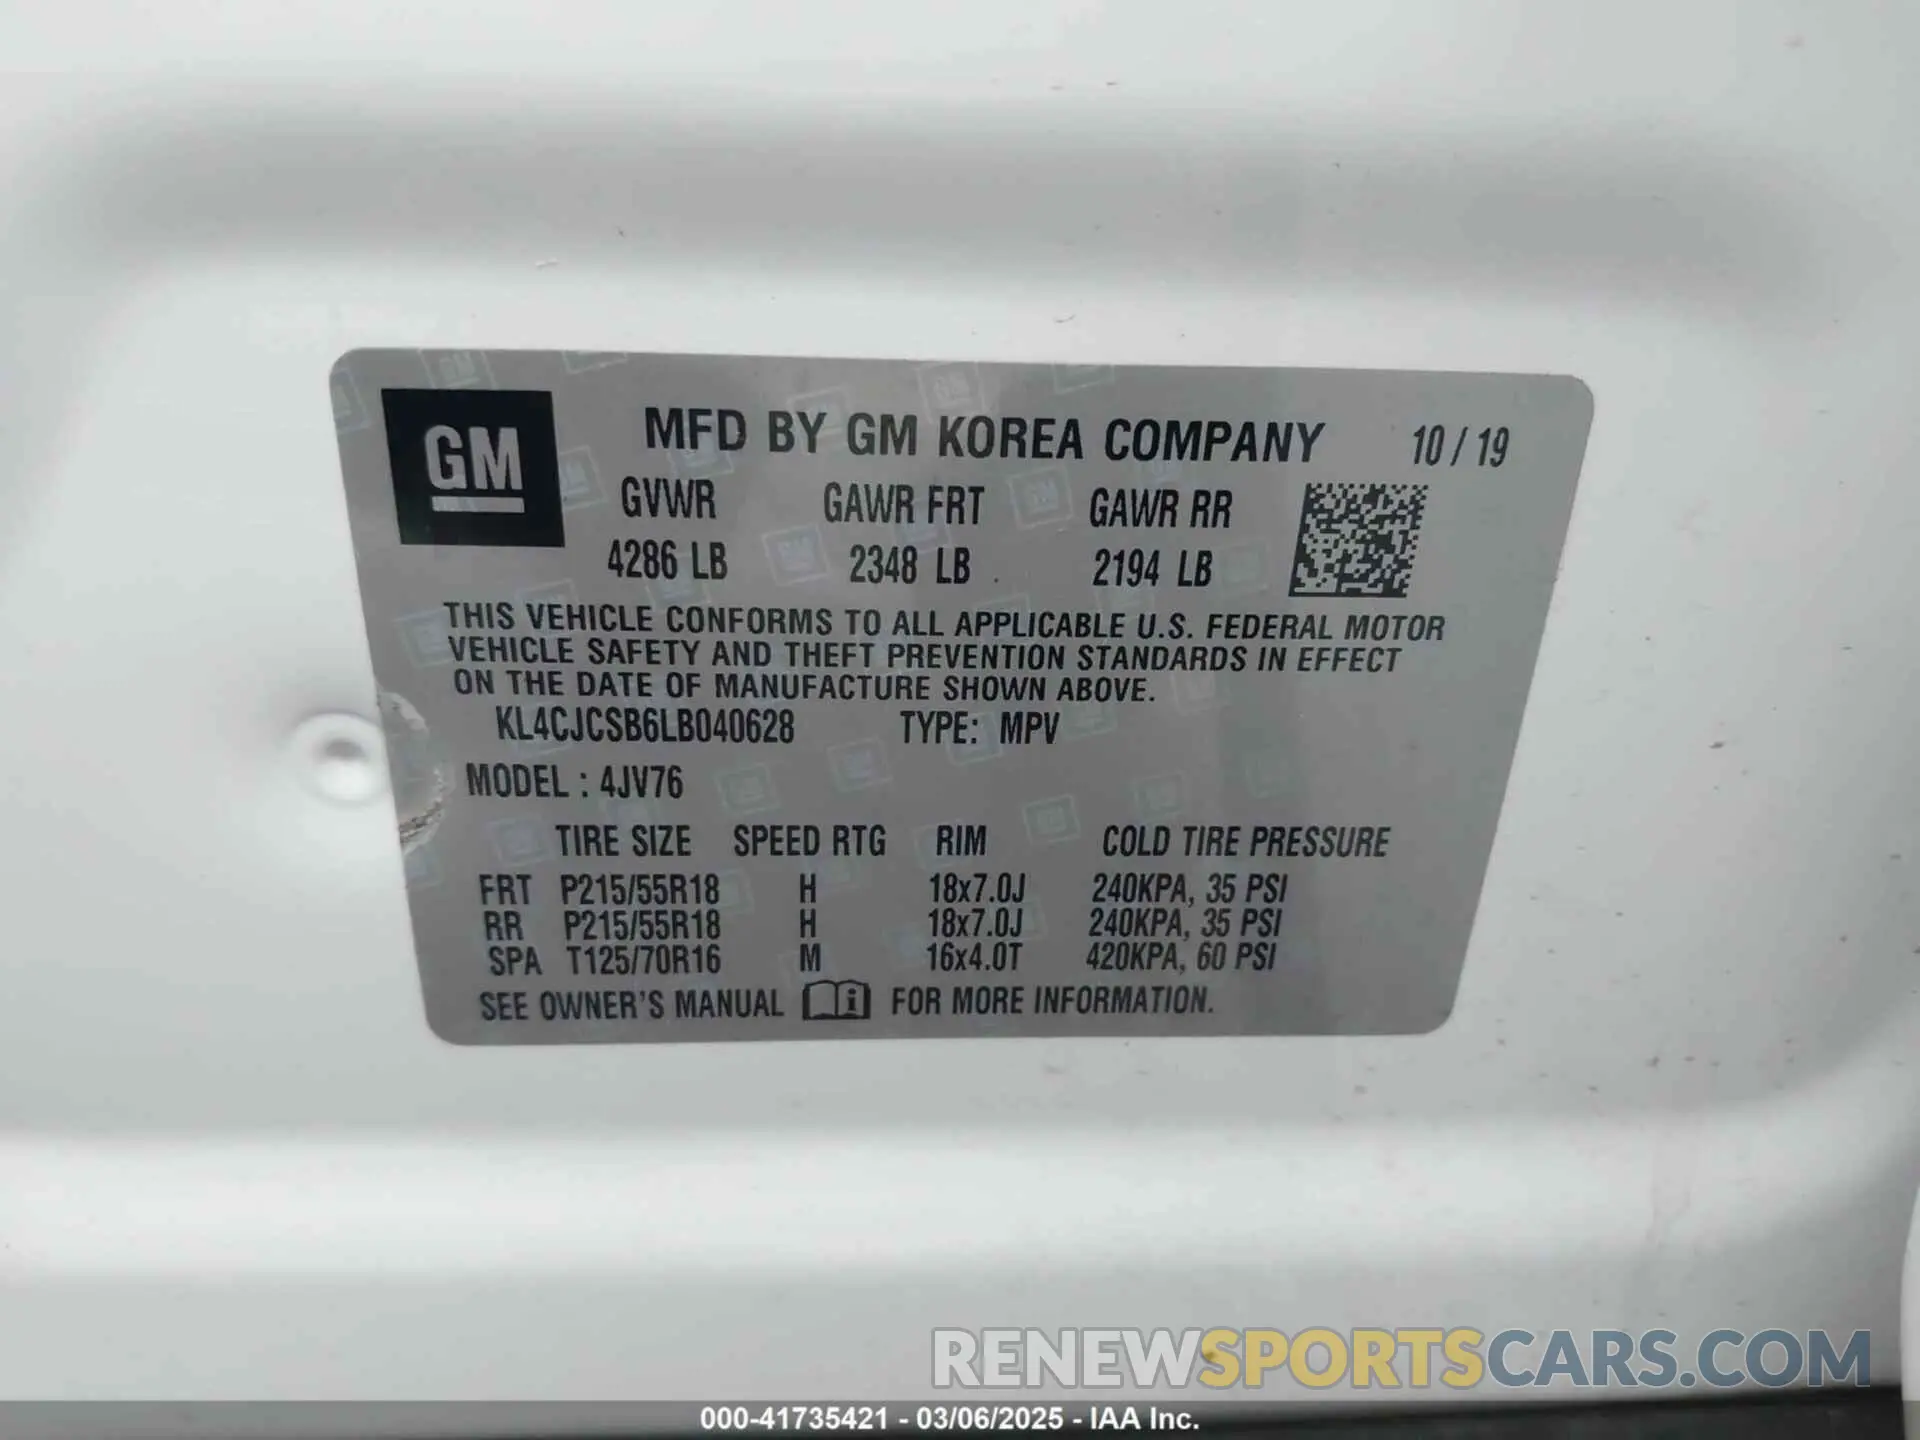 GM
MFD BY GM KOREA COMPANY 10 / 19
GVWR GAWR FRT GAWR RR
4286 LB 2348 LB 2194 LB
THIS VEHICLE CONFORMS TO ALL APPLICABLE U.S. FEDERAL MOTOR
VEHICLE SAFETY AND THEFT PREVENTION STANDARDS IN EFFECT
ON THE DATE OF MANUFACTURE SHOWN ABOVE.
KL4CJCSB6LB040628 TYPE: MPV
MODEL : 4JV76
TIRE SIZE SPEED RTG RIM COLD TIRE PRESSURE
FRT P215/55R18 H 18x7.0J 240KPA, 35 PSI
RR P215/55R18 H 18x7.0J 240KPA, 35 PSI
SPA T125/70R16 M 16x4.0T 420KPA, 60 PSI
SEE OWNER'S MANUAL i FOR MORE INFORMATION.
RENEWSPORTSCARS.COM
000-41735421 - 03/06/2025 - IAA Inc.